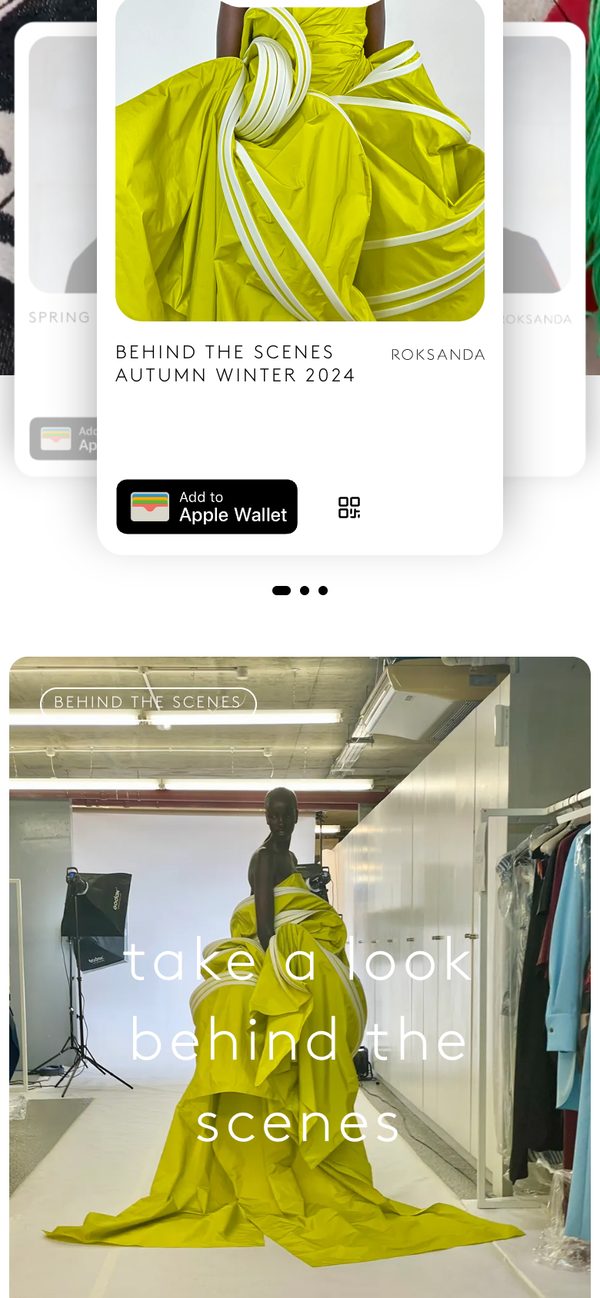 SPRING
ROKSANDA
BEHIND THE SCENES
AUTUMN WINTER 2024
ROKSANDA
Add to
Apple Wallet
BEHIND THE SCENES
take a look
behind the
scenes